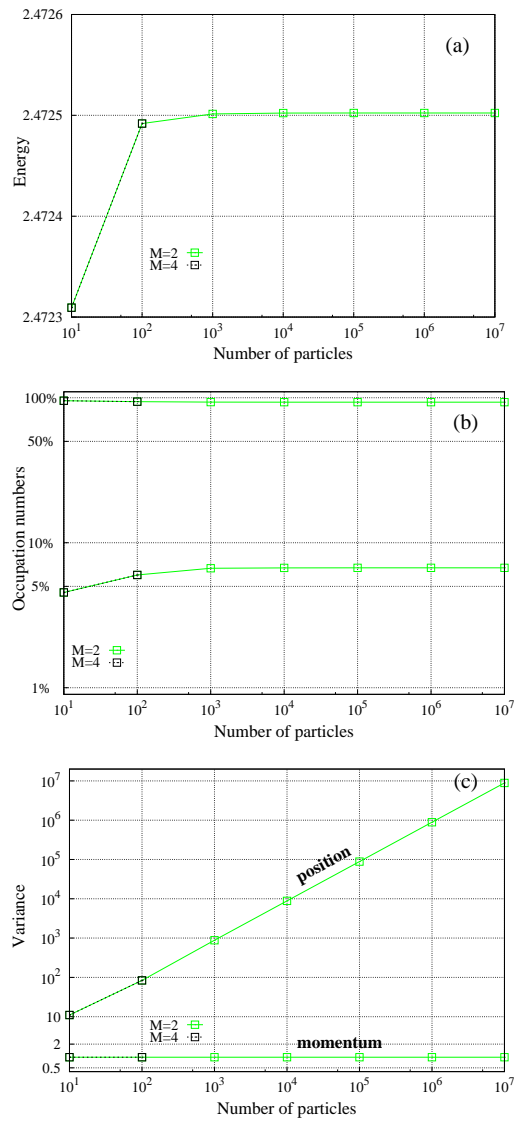 2.4726
(a)
2.4725
Energy
2.4724
M=2
M=4
2.4723
10^1 10^2 10^3 10^4 10^5 10^6 10^7
Number of particles
100%
(b)
50%
Occupation numbers
10%
5%
M=2
M=4
1%
10^1 10^2 10^3 10^4 10^5 10^6 10^7
Number of particles
(c)
10^7
10^6
10^5
position
10^4
Variance
10^3
10^2
10
M=2
M=4
momentum
2
0.5
10^1 10^2 10^3 10^4 10^5 10^6 10^7
Number of particles